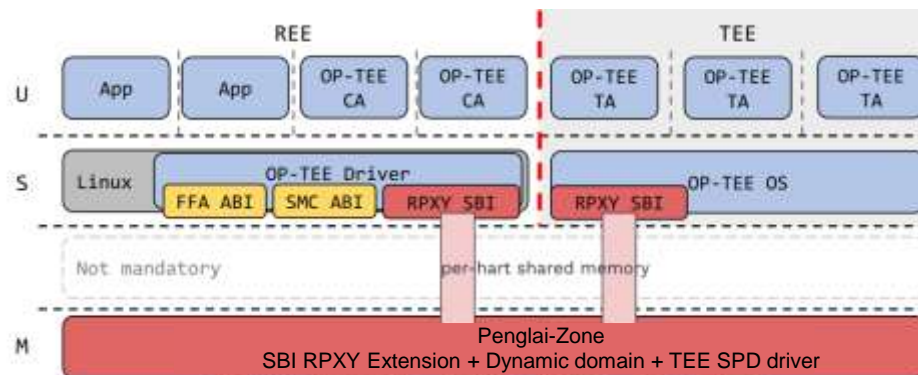 REE
TEE
U
App
App
OP-TEE
CA
OP-TEE
CA
OP-TEE
TA
OP-TEE
TA
OP-TEE
TA
S
Linux
OP-TEE Driver
FFA ABI
SMC ABI
RPXY SBI
OP-TEE OS
RPXY SBI
Not mandatory
per-hart shared memory
M
Penglai-Zone
SBI RPXY Extension + Dynamic domain + TEE SPD driver